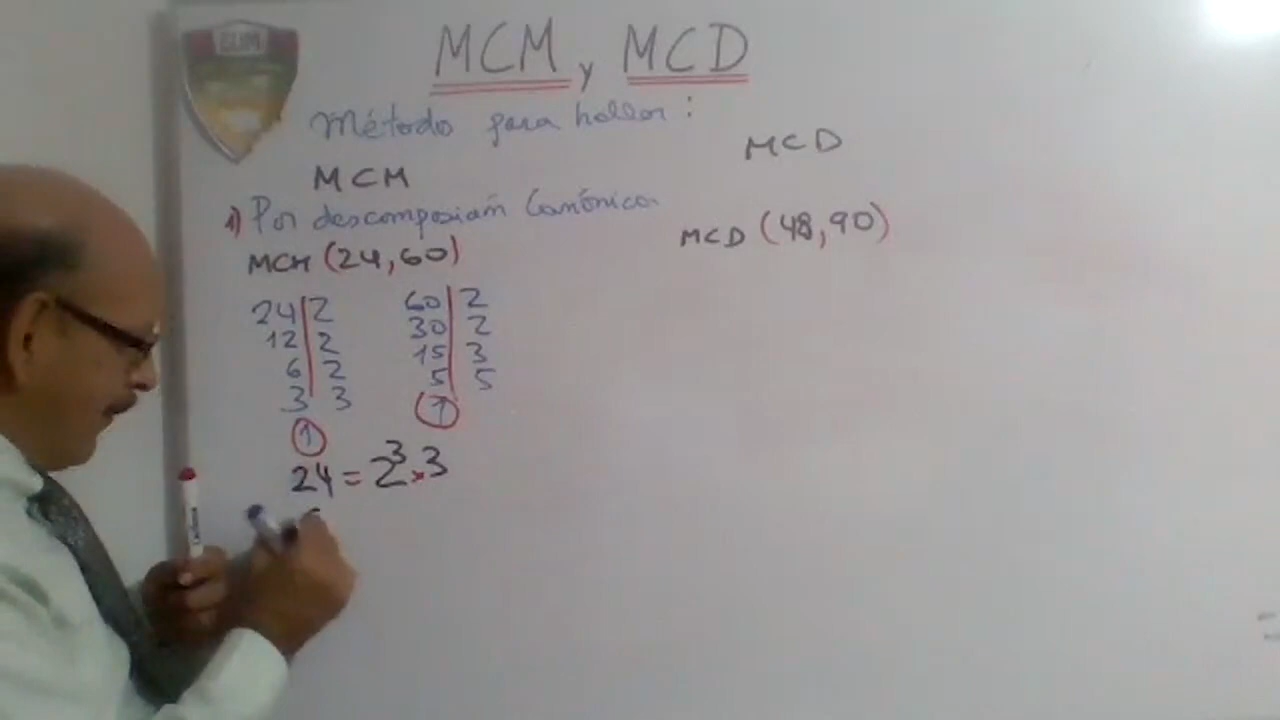 MCM y MCD
Método para hallar:
MCM
1) Por descomposición Canónica
MCM (24,60)
24|2
12|2
6|2
3|3
1
60|2
30|2
15|3
5|5
1
24 = 2³ × 3
MCD
MCD (48,90)